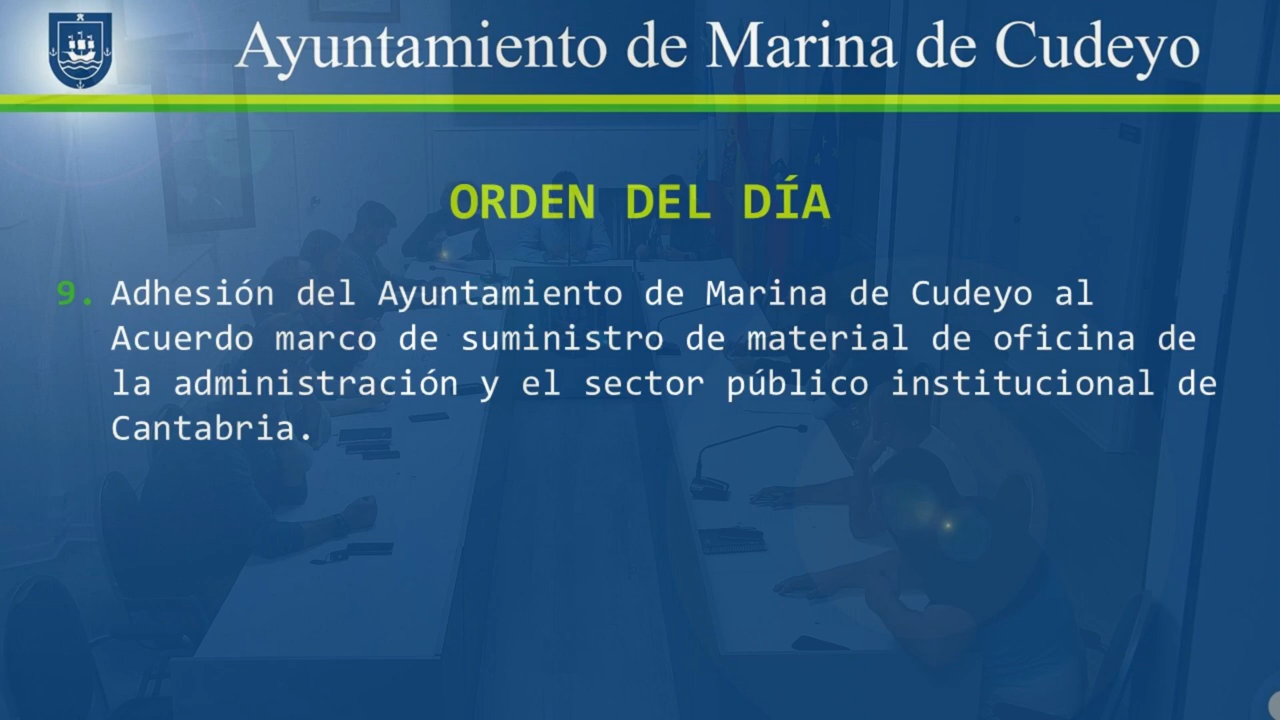 Ayuntamiento de Marina de Cudeyo
ORDEN DEL DÍA
9. Adhesión del Ayuntamiento de Marina de Cudeyo al
Acuerdo marco de suministro de material de oficina de
la administración y el sector público institucional de
Cantabria.